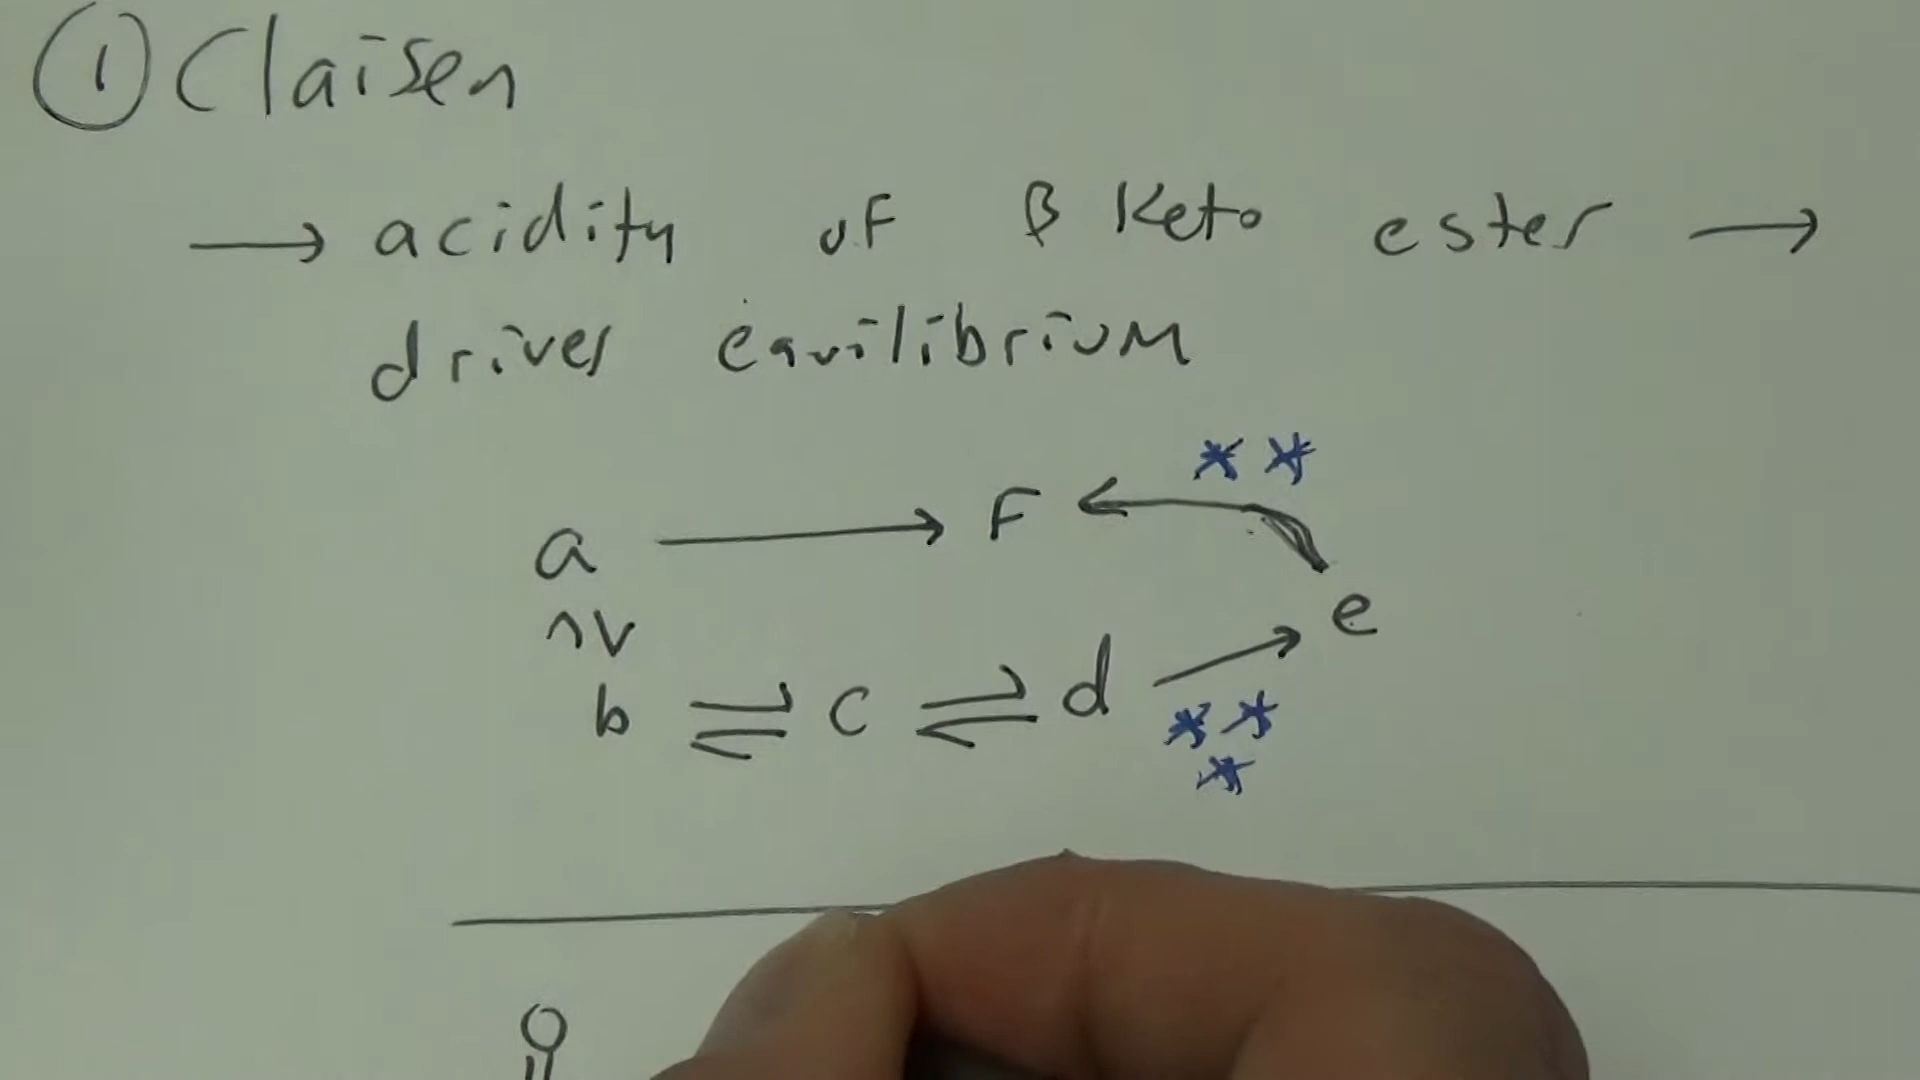 ① Claisen
→ acidity of β keto ester →
drives equilibrium
a → F ← e
**
b ⇌ c ⇌ d →
**
*
O